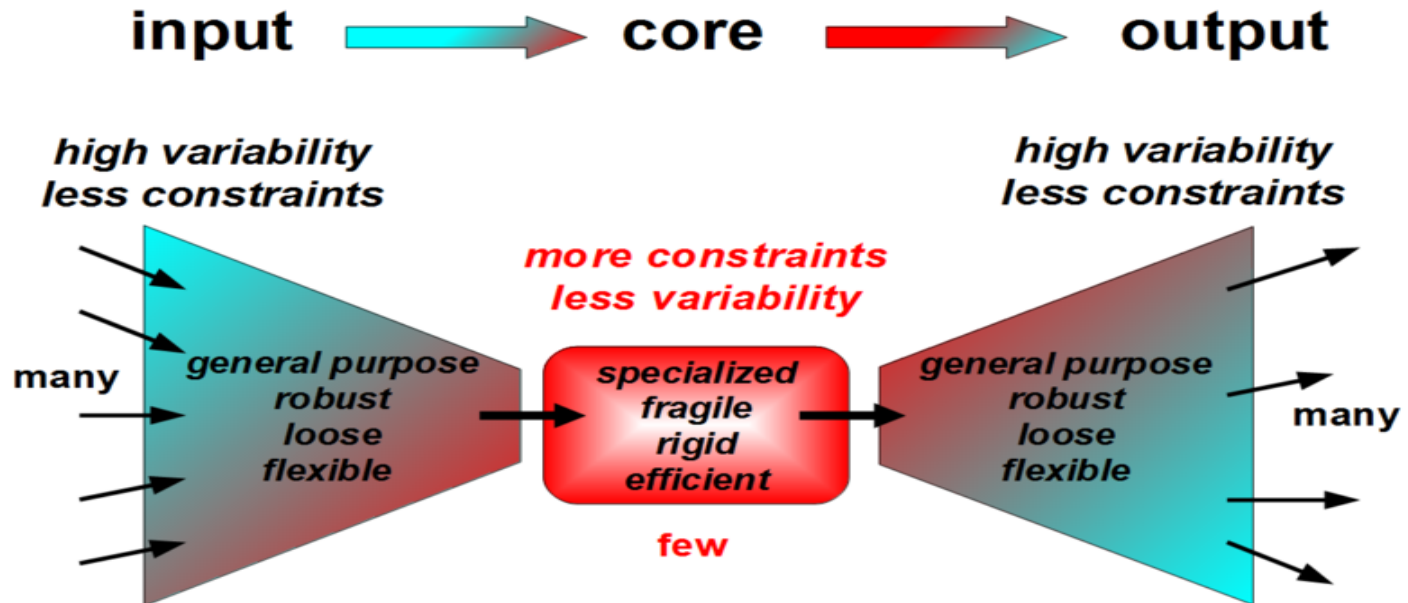 input
core
output
high variability
less constraints
high variability
less constraints
more constraints
less variability
many
general purpose
robust
loose
flexible
specialized
fragile
rigid
efficient
few
general purpose
robust
loose
flexible
many